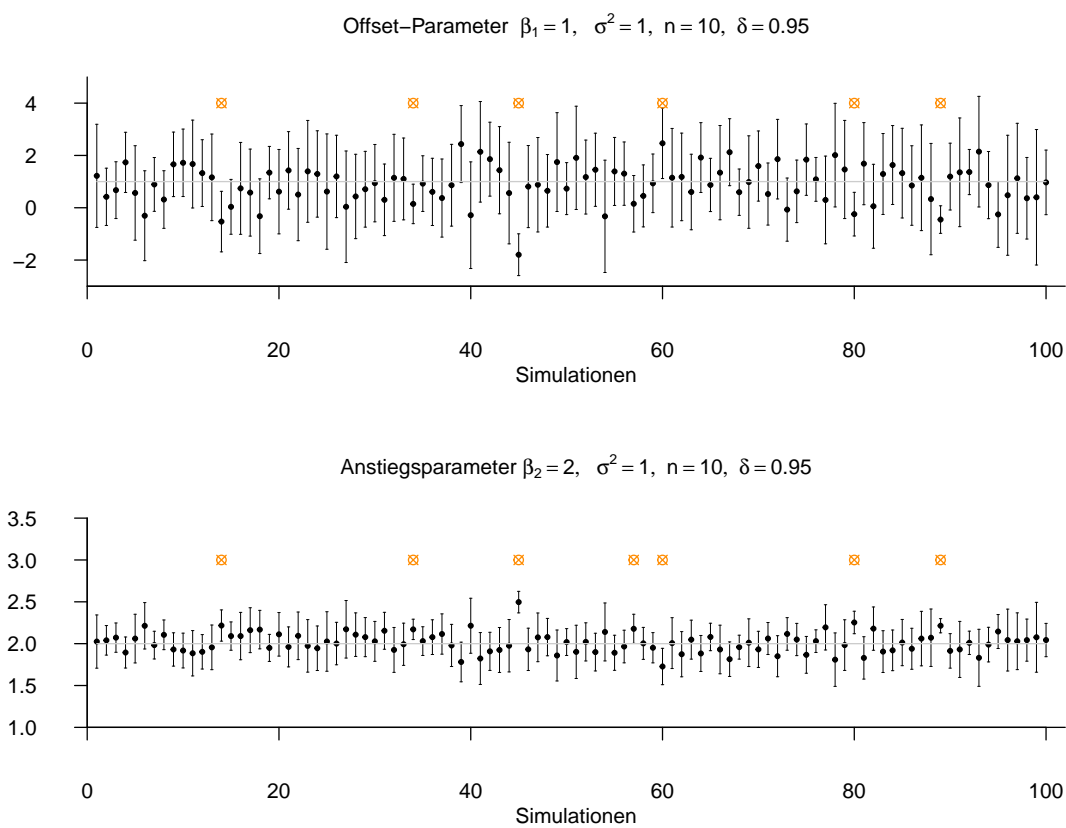 Offset−Parameter β₁ = 1, σ² = 1, n = 10, δ = 0.95
4
2
0
−2
0 20 40 60 80 100
Simulationen
Anstiegsparameter β₂ = 2, σ² = 1, n = 10, δ = 0.95
3.5
3.0
2.5
2.0
1.5
1.0
0 20 40 60 80 100
Simulationen